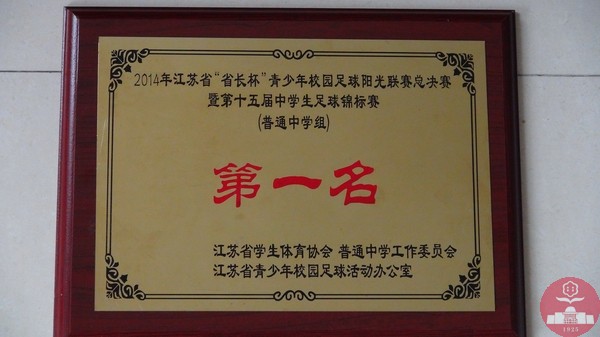 2014年江苏省“省长杯”青少年校园足球阳光联赛总决赛
暨第十五届中学生足球锦标赛
(普通中学组)
第一名
江苏省学生体育协会 普通中学工作委员会
江苏省青少年校园足球活动办公室
1935